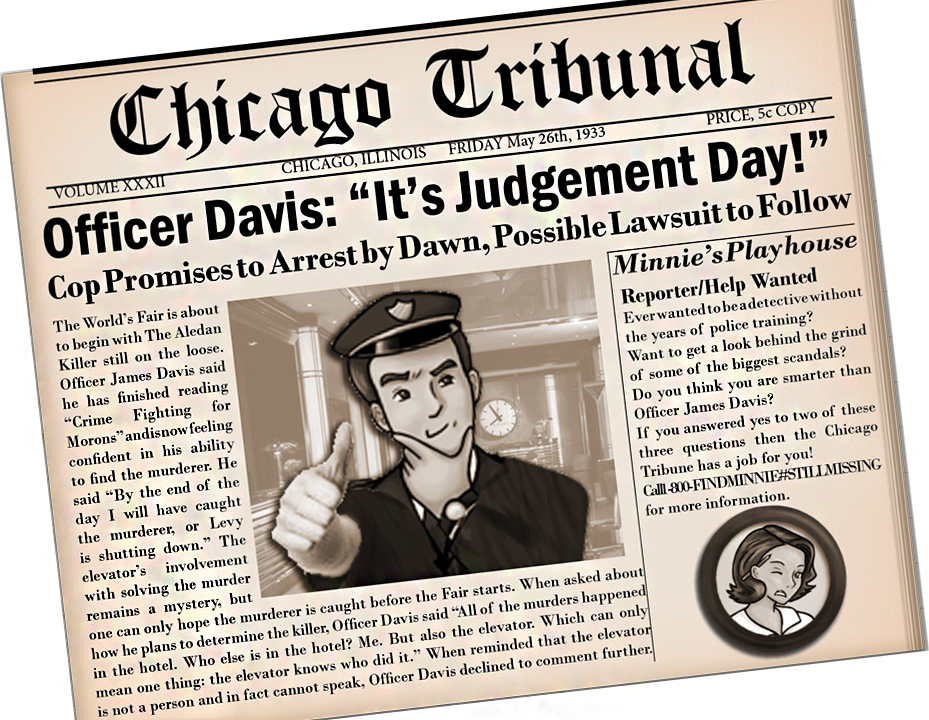 Chicago Tribunal
VOLUME XXXII
CHICAGO, ILLINOIS
FRIDAY May 26th, 1933
PRICE, 5c COPY
Officer Davis: “It’s Judgement Day!”
Cop Promises to Arrest by Dawn, Possible Lawsuit to Follow
The World’s Fair is about
to begin with The Aledan
Killer still on the loose.
Officer James Davis said
he has finished reading
“Crime Fighting for
Morons” and is now feeling
confident in his ability
to find the murderer. He
said “By the end of the
day I will have caught
the murderer, or Levy
is shutting down.” The
elevator’s involvement
with solving the murder
remains a mystery, but
one can only hope the murderer is caught before the Fair starts. When asked about
how he plans to determine the killer, Officer Davis said “All of the murders happened
in the hotel. Who else is in the hotel? Me. But also the elevator. Which can only
mean one thing: the elevator knows who did it.” When reminded that the elevator
is not a person and in fact cannot speak, Officer Davis declined to comment further.
Minnie’s Playhouse
Reporter/Help Wanted
Ever wanted to be a detective without
the years of police training?
Want to get a look behind the grind
of some of the biggest scandals?
Do you think you are smarter than
Officer James Davis?
If you answered yes to two of these
three questions then the Chicago
Tribune has a job for you!
Call1-800-FINDMINNIE#STILLMISSING
for more information.